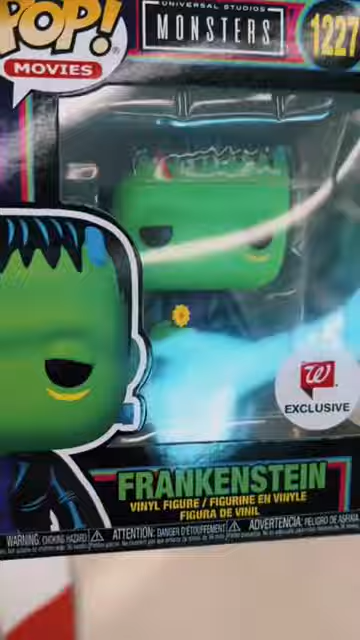 POP!
MOVIES
UNIVERSAL STUDIOS
MONSTERS
1227
W
EXCLUSIVE
FRANKENSTEIN
VINYL FIGURE / FIGURINE EN VINYLE
FIGURA DE VINIL
WARNING: CHOKING HAZARD ATTENTION: DANGER D'ÉTOUFFEMENT ADVERTENCIA: PELIGRO DE ASFIXIA